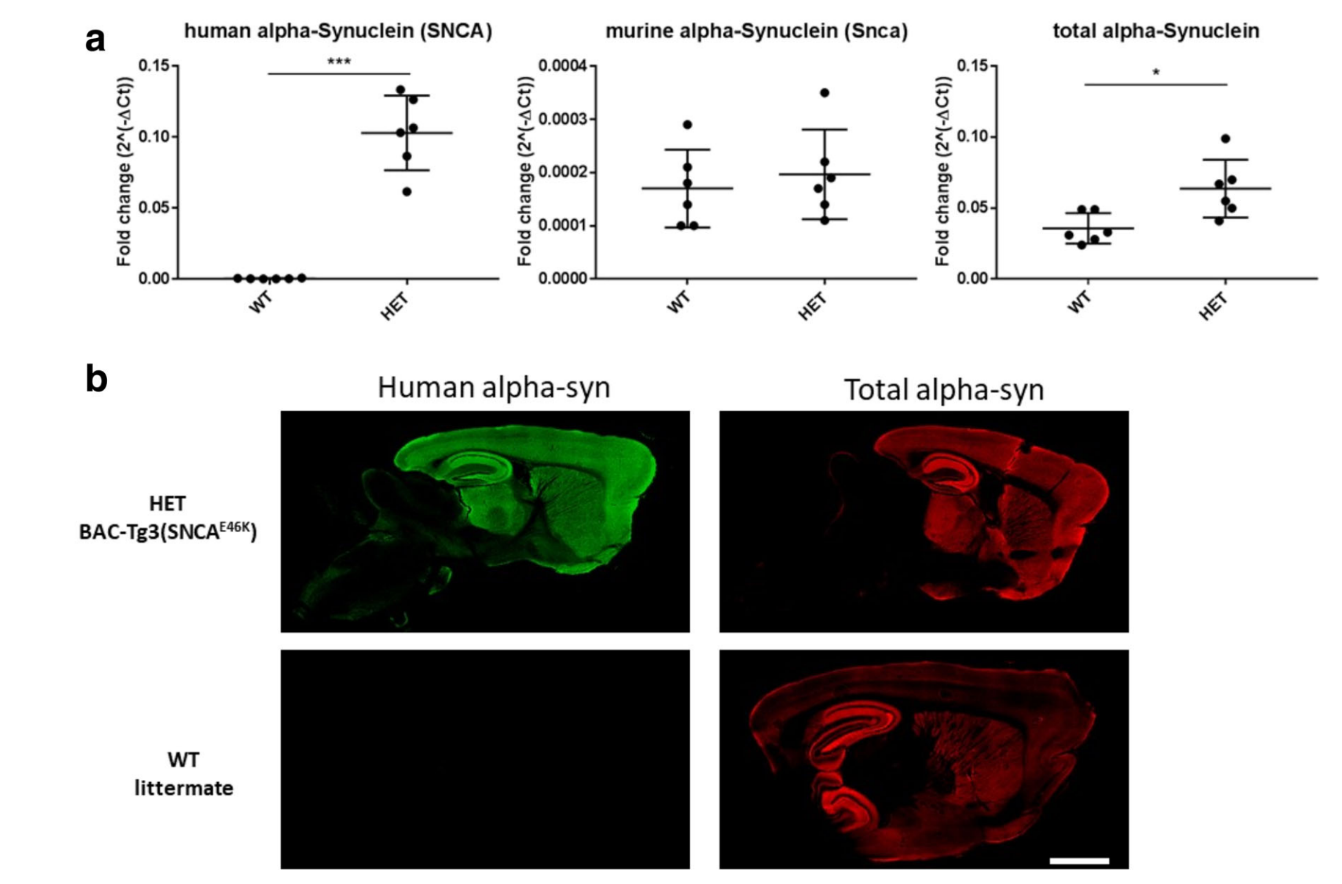 a
human alpha-Synuclein (SNCA)
Fold change (2^(-ΔCt))
0.15
0.10
0.05
0.00
***
WT
HET
murine alpha-Synuclein (Snca)
Fold change (2^(-ΔCt))
0.0004
0.0003
0.0002
0.0001
0.0000
WT
HET
total alpha-Synuclein
Fold change (2^(-ΔCt))
0.15
0.10
0.05
0.00
*
WT
HET
b
Human alpha-syn
Total alpha-syn
HET
BAC-Tg3(SNCA^E46K)
WT
littermate